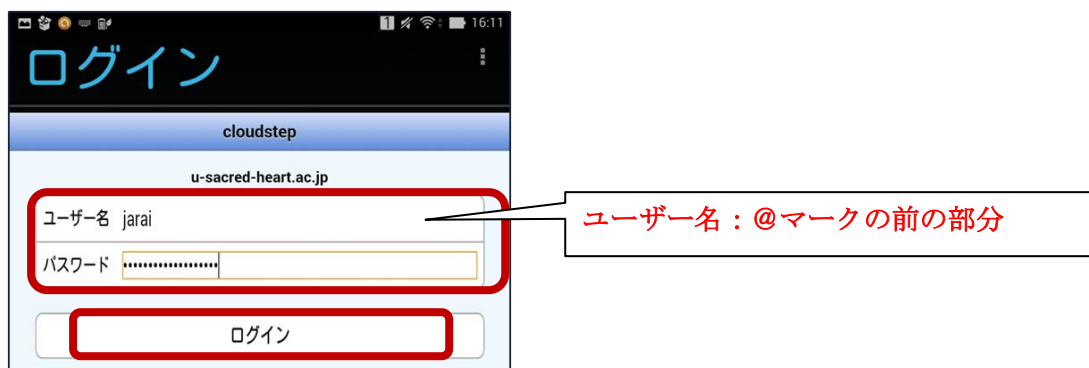 1 16:11
ログイン
cloudstep
u-sacred-heart.ac.jp
ユーザー名 jarai
ユーザー名：＠マークの前の部分
パスワード •••••••••••••••••••
ログイン